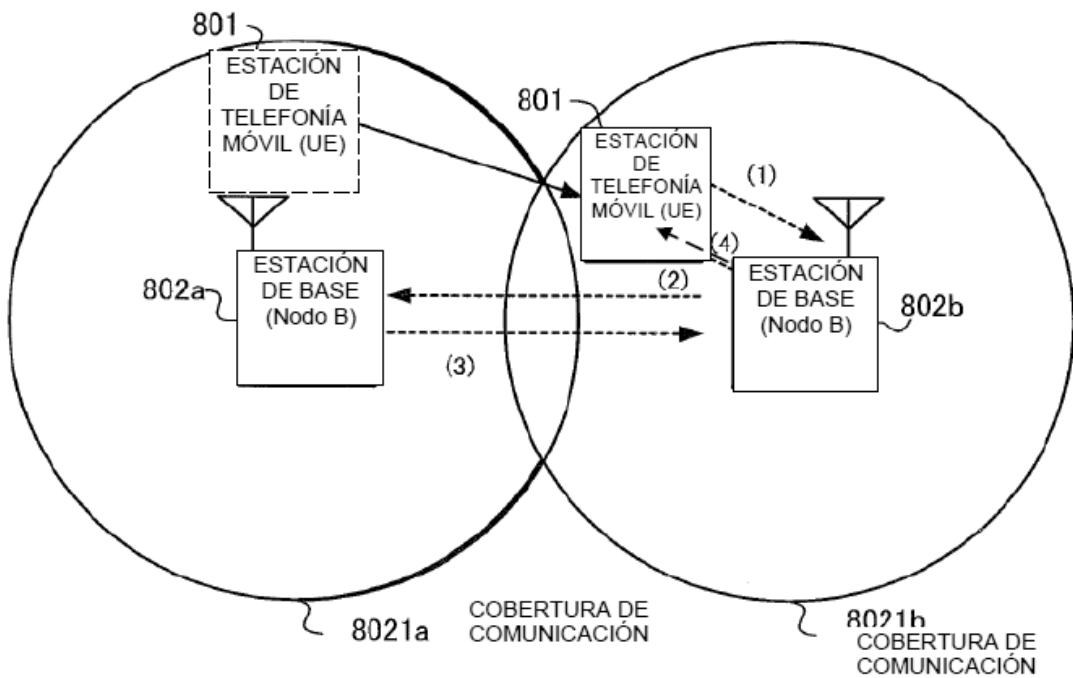 801
ESTACIÓN
DE
TELEFONÍA
MÓVIL (UE)
801
ESTACIÓN
DE
TELEFONÍA
MÓVIL (UE)
(1)
(4)
802a
ESTACIÓN
DE BASE
(Nodo B)
(2)
(3)
ESTACIÓN
DE BASE
(Nodo B)
802b
8021a
COBERTURA DE
COMUNICACIÓN
8021b
COBERTURA DE
COMUNICACIÓN